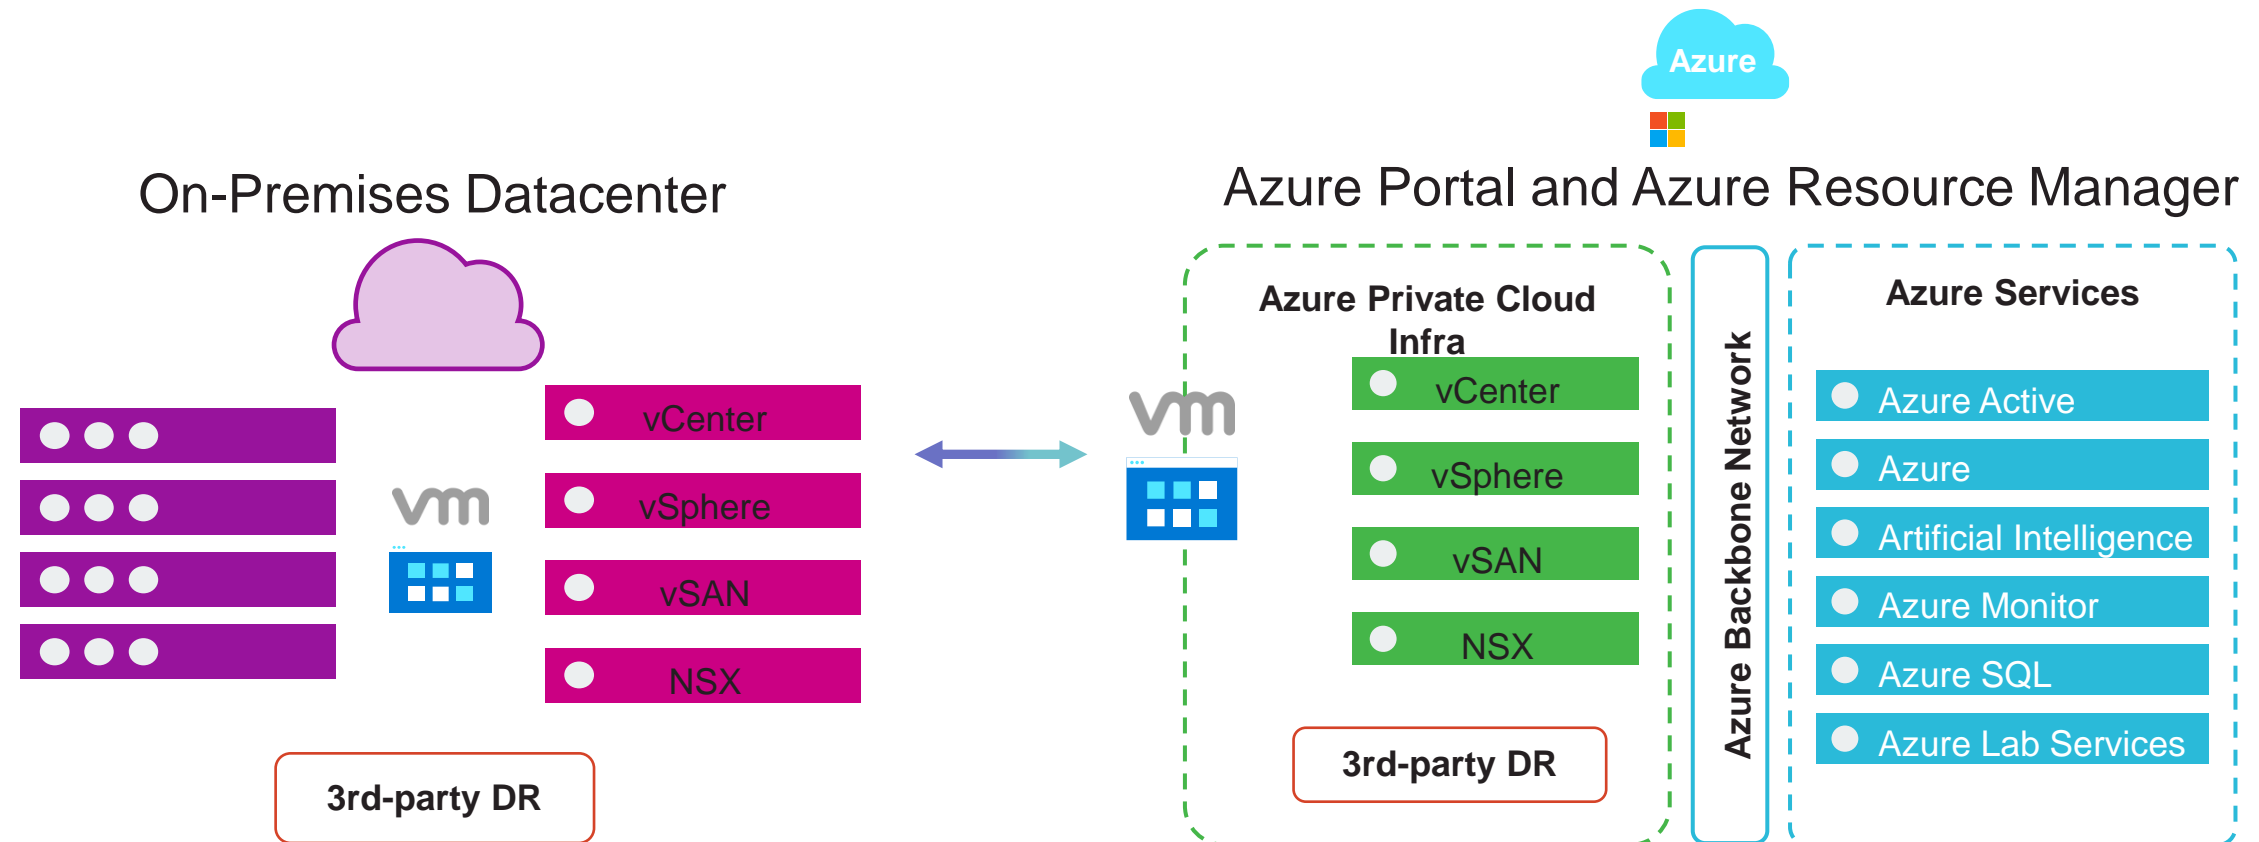 Azure
On-Premises Datacenter
Azure Portal and Azure Resource Manager
vm
vCenter
vSphere
vSAN
NSX
3rd-party DR
Azure Private Cloud
Infra
vm
vCenter
vSphere
vSAN
NSX
3rd-party DR
Azure Backbone Network
Azure Services
Azure Active
Azure
Artificial Intelligence
Azure Monitor
Azure SQL
Azure Lab Services